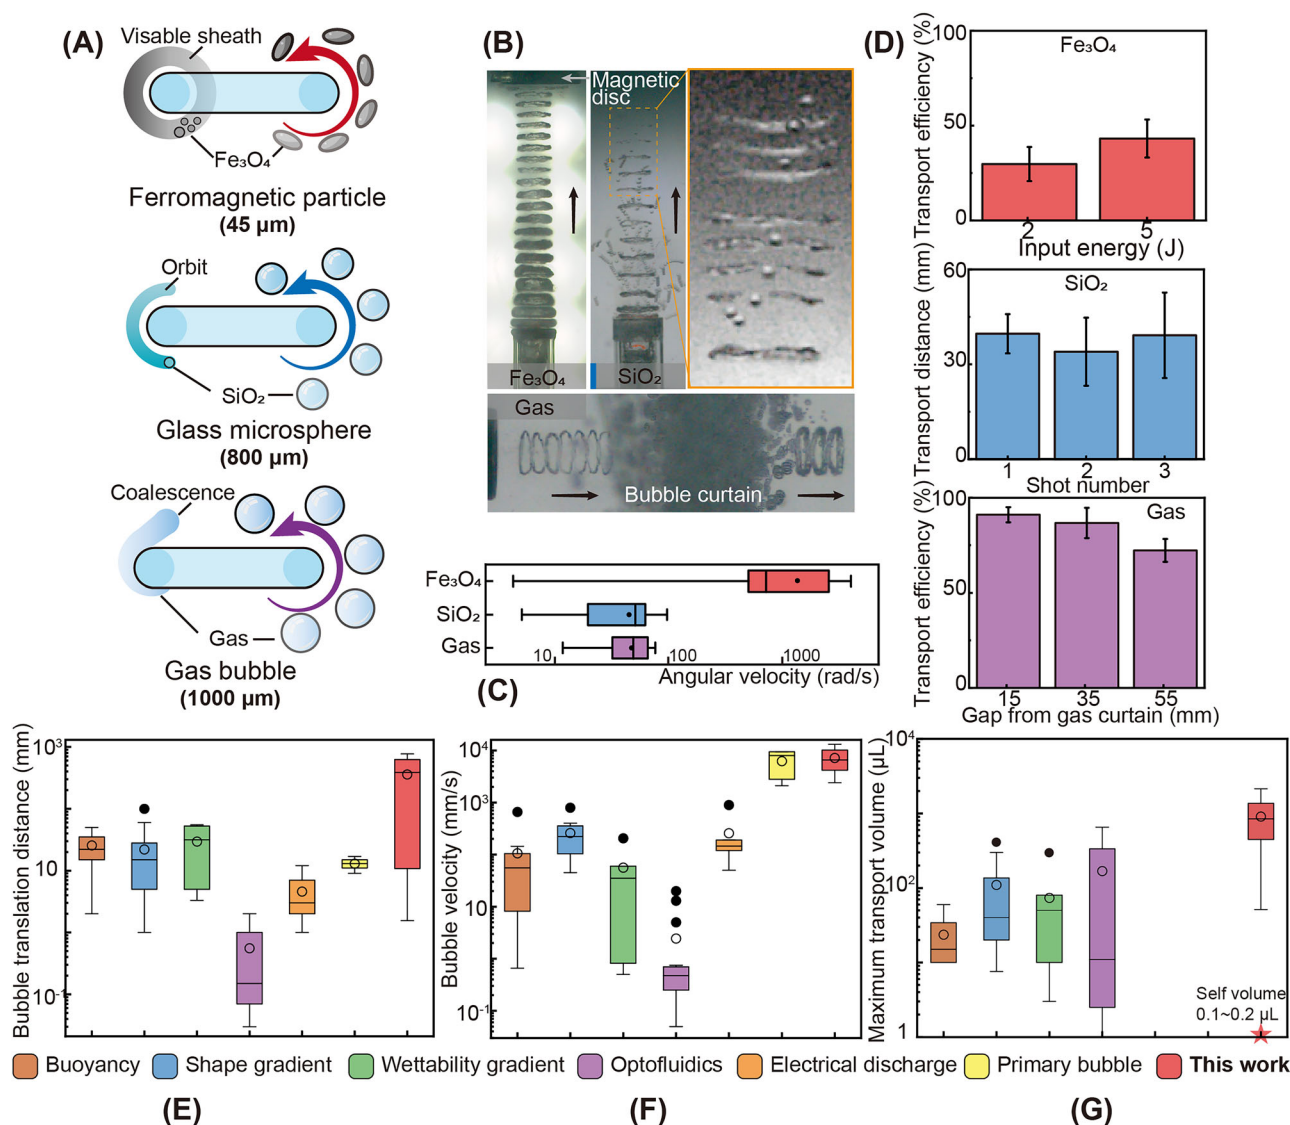 (A)
Visable sheath
Fe₃O₄
Ferromagnetic particle
(45 μm)
Orbit
SiO₂
Glass microsphere
(800 μm)
Coalescence
Gas
Gas bubble
(1000 μm)
(B)
Magnetic
disc
Fe₃O₄
SiO₂
Gas
Bubble curtain
Fe₃O₄
SiO₂
Gas
10
100
1000
Angular velocity (rad/s)
(C)
(D)
Transport efficiency (%)
100
50
0
Fe₃O₄
2
5
Input energy (J)
Transport distance (mm)
60
30
0
SiO₂
1
2
3
Shot number
Transport efficiency (%)
100
50
0
Gas
15
35
55
Gap from gas curtain (mm)
Bubble translation distance (mm)
10³
10
10⁻¹
Bubble velocity (mm/s)
10⁴
10³
10
10⁻¹
Maximum transport volume (μL)
10⁴
10²
1
Self volume
0.1~0.2 μL
Buoyancy
Shape gradient
Wettability gradient
Optofluidics
Electrical discharge
Primary bubble
This work
(E)
(F)
(G)